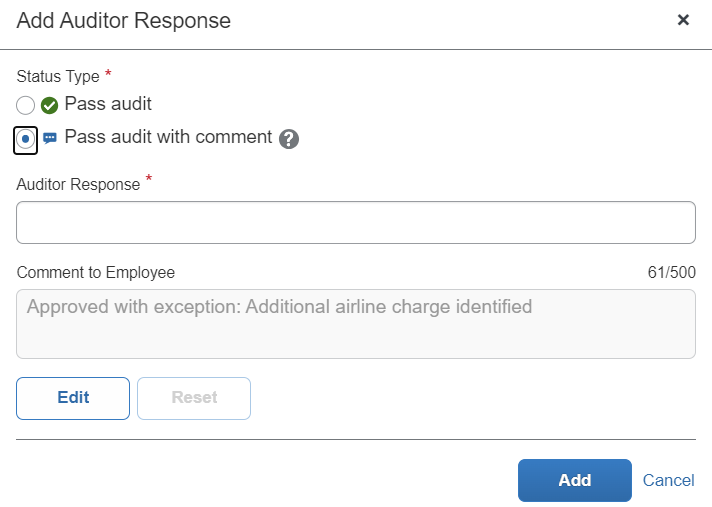 Add Auditor Response ×
Status Type *
Pass audit
Pass audit with comment ?
Auditor Response *
Comment to Employee 61/500
Approved with exception: Additional airline charge identified
Edit Reset
Add Cancel